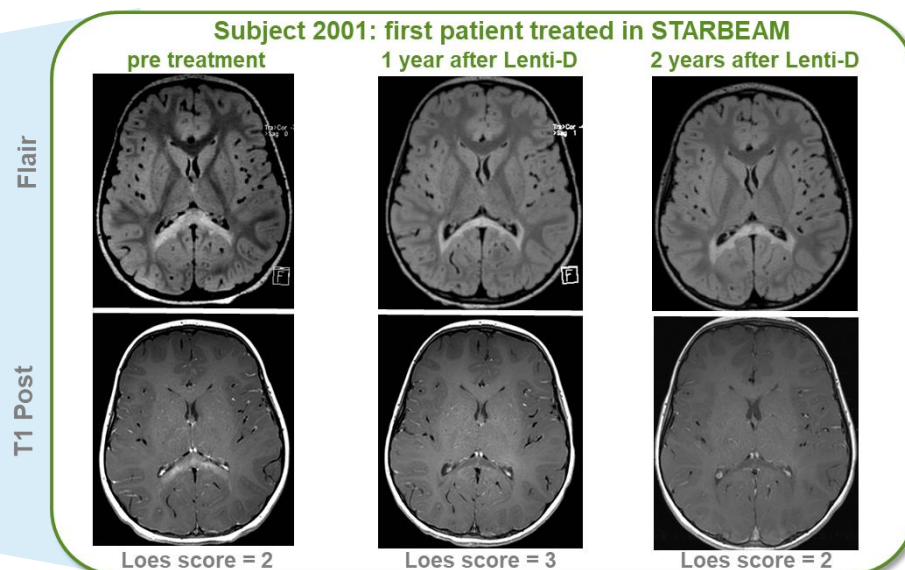 Subject 2001: first patient treated in STARBEAM
pre treatment
1 year after Lenti-D
2 years after Lenti-D
Flair
F
F
T1 Post
Loes score = 2
Loes score = 3
Loes score = 2